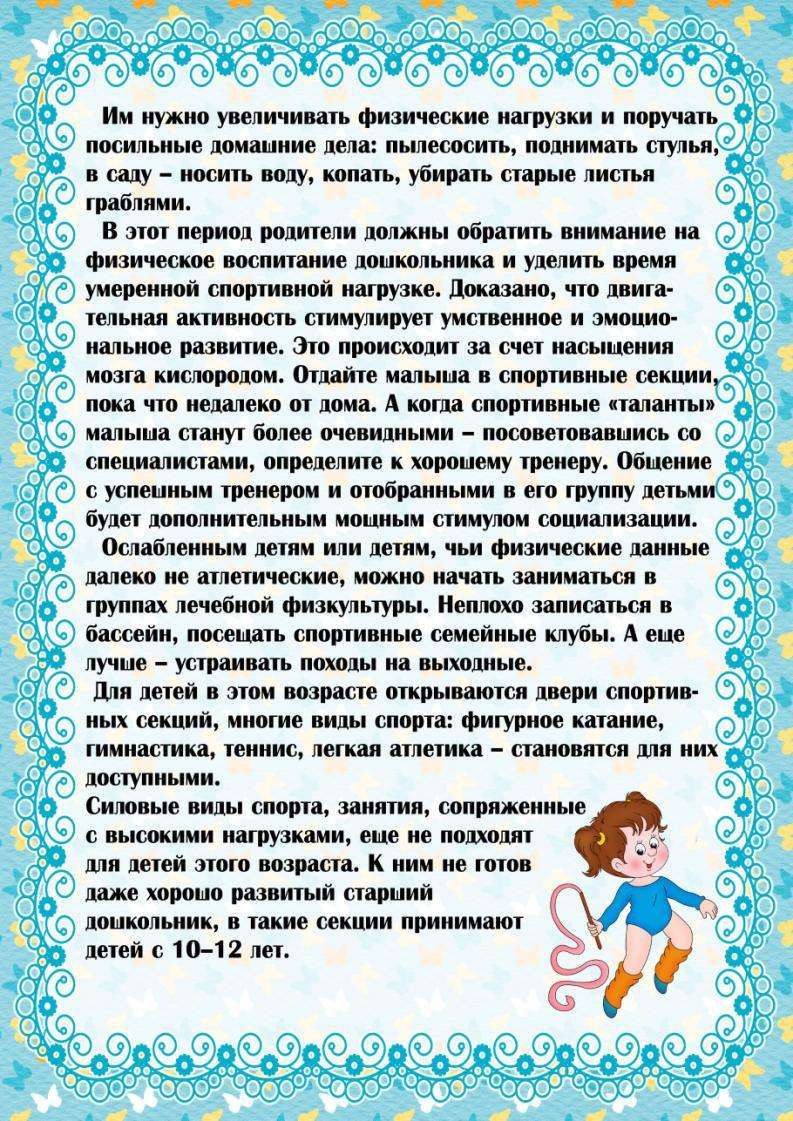 Им нужно увеличивать физические нагрузки и поручать
посильные домашние дела: пылесосить, поднимать стулья,
в саду – носить воду, копать, убирать старые листья
граблями.
В этот период родители должны обратить внимание на
физическое воспитание дошкольника и уделить время
умеренной спортивной нагрузке. Доказано, что двига-
тельная активность стимулирует умственное и эмоцио-
нальное развитие. Это происходит за счет насыщения
мозга кислородом. Отдайте малыша в спортивные секции,
пока что недалеко от дома. А когда спортивные «таланты»
малыша станут более очевидными – посоветовавшись со
специалистами, определите к хорошему тренеру. Общение
с успешным тренером и отобранными в его группу детьми
будет дополнительным мощным стимулом социализации.
Ослабленным детям или детям, чьи физические данные
далеко не атлетические, можно начать заниматься в
группах лечебной физкультуры. Неплохо записаться в
бассейн, посещать спортивные семейные клубы. А еще
лучше – устраивать походы на выходные.
Для детей в этом возрасте открываются двери спортив-
ных секций, многие виды спорта: фигурное катание,
гимнастика, теннис, легкая атлетика – становятся для них
доступными.
Силовые виды спорта, занятия, сопряженные
с высокими нагрузками, еще не подходят
для детей этого возраста. К ним не готов
даже хорошо развитый старший
дошкольник, в такие секции принимают
детей с 10–12 лет.